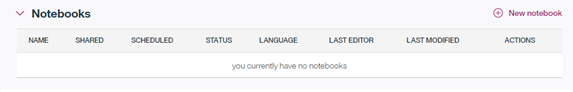 Notebooks New notebook
NAME SHARED SCHEDULED STATUS LANGUAGE LAST EDITOR LAST MODIFIED ACTIONS
you currently have no notebooks